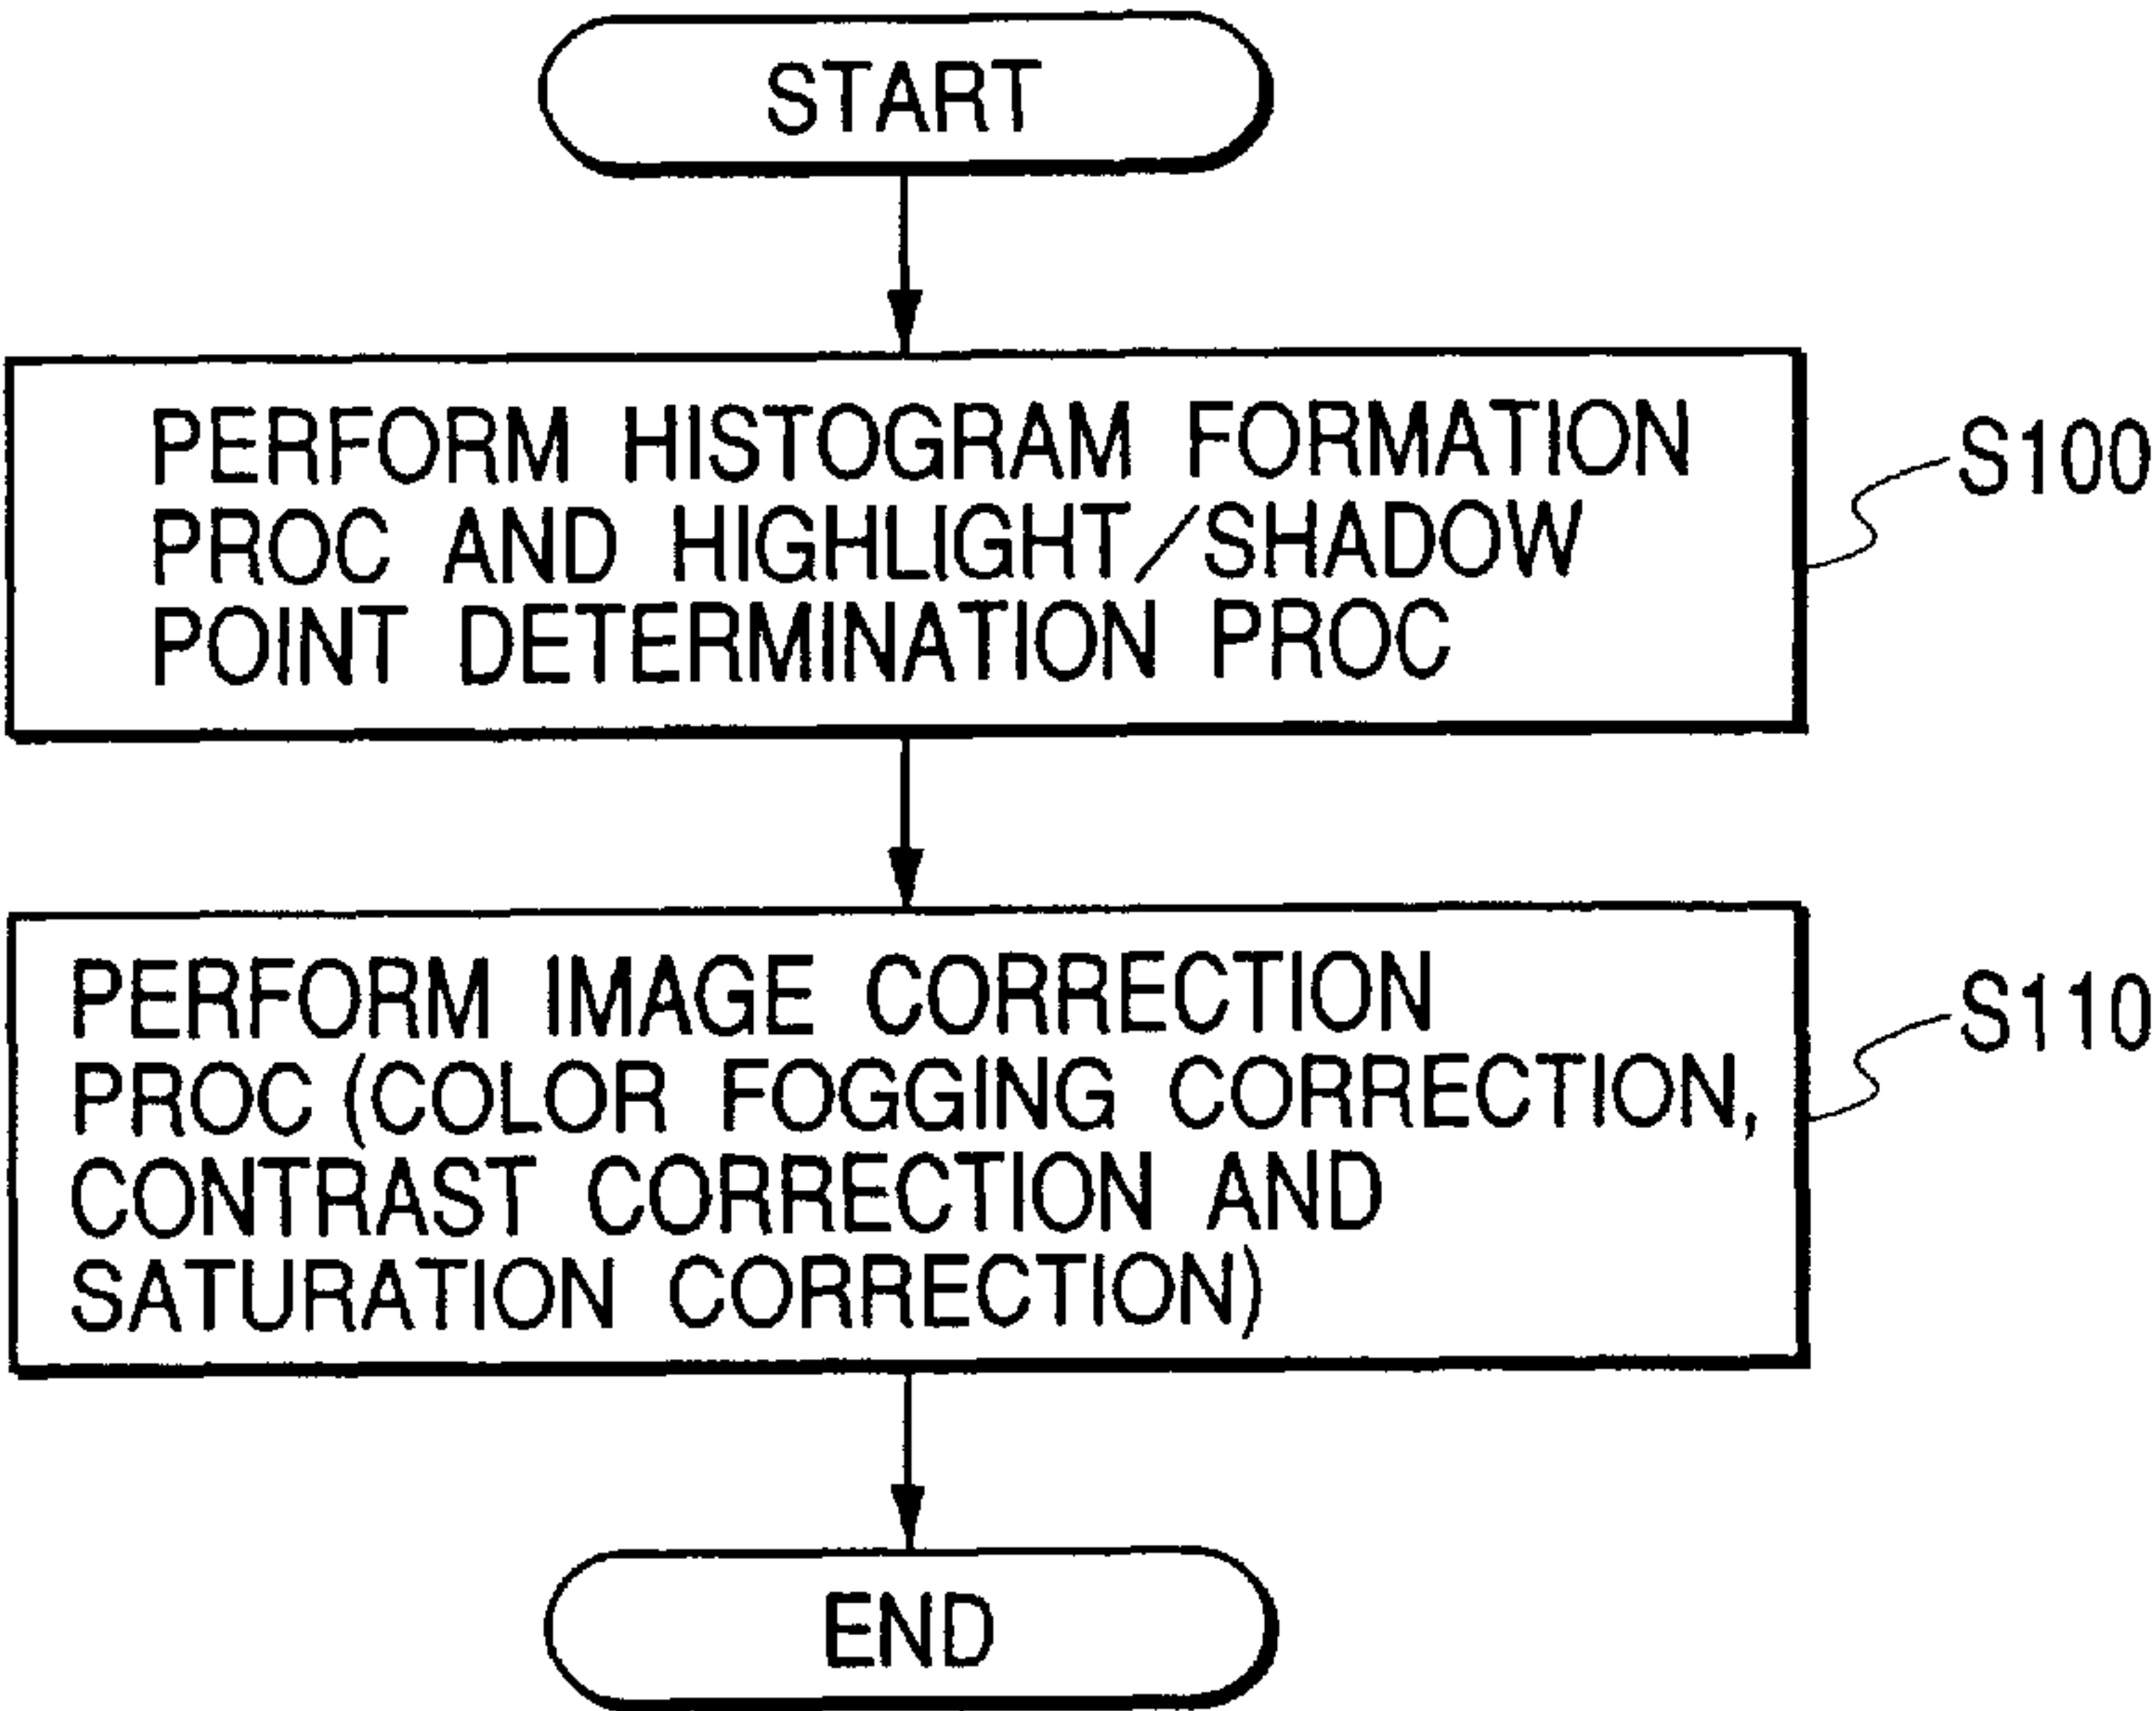 START
PERFORM HISTOGRAM FORMATION
PROC AND HIGHLIGHT/SHADOW
POINT DETERMINATION PROC
S100
PERFORM IMAGE CORRECTION
PROC (COLOR FOGGING CORRECTION,
CONTRAST CORRECTION AND
SATURATION CORRECTION)
S110
END